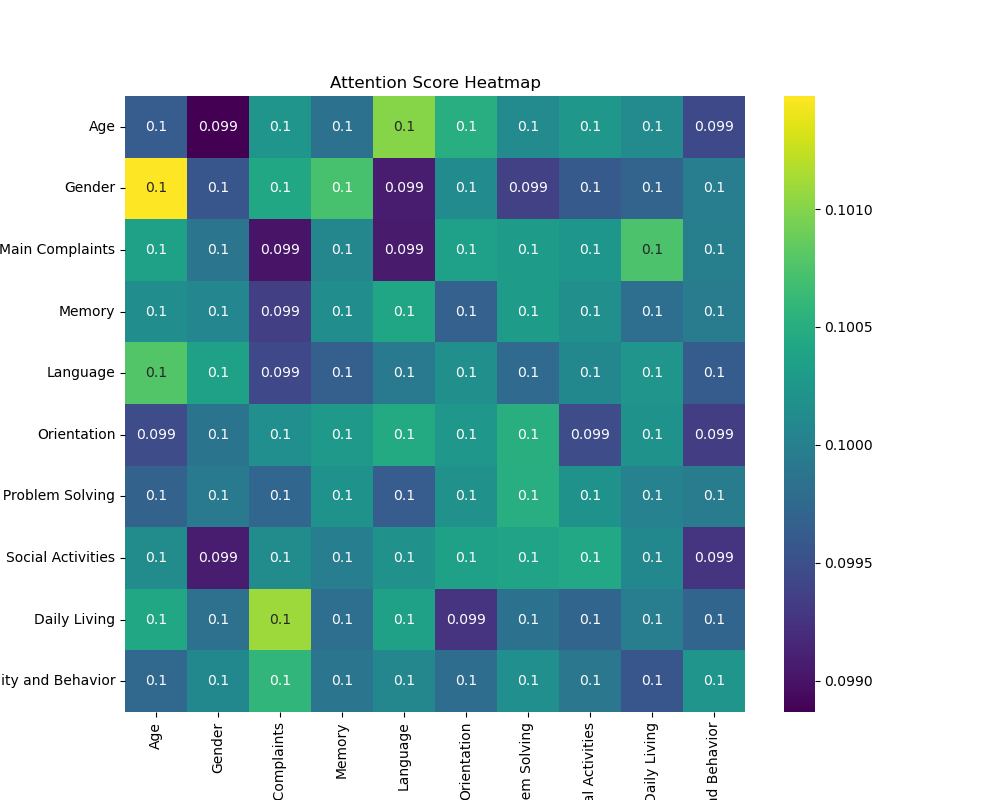 Attention Score Heatmap
Age 0.1 0.099 0.1 0.1 0.1 0.1 0.1 0.1 0.1 0.099
Gender 0.1 0.1 0.1 0.1 0.099 0.1 0.099 0.1 0.1 0.1
Main Complaints 0.1 0.1 0.099 0.1 0.099 0.1 0.1 0.1 0.1 0.1
Memory 0.1 0.1 0.099 0.1 0.1 0.1 0.1 0.1 0.1 0.1
Language 0.1 0.1 0.099 0.1 0.1 0.1 0.1 0.1 0.1 0.1
Orientation 0.099 0.1 0.1 0.1 0.1 0.1 0.1 0.099 0.1 0.099
Problem Solving 0.1 0.1 0.1 0.1 0.1 0.1 0.1 0.1 0.1 0.1
Social Activities 0.1 0.099 0.1 0.1 0.1 0.1 0.1 0.1 0.1 0.099
Daily Living 0.1 0.1 0.1 0.1 0.1 0.099 0.1 0.1 0.1 0.1
ity and Behavior 0.1 0.1 0.1 0.1 0.1 0.1 0.1 0.1 0.1 0.1
Age
Gender
Complaints
Memory
Language
Orientation
em Solving
al Activities
Daily Living
nd Behavior
0.1010
0.1005
0.1000
0.0995
0.0990